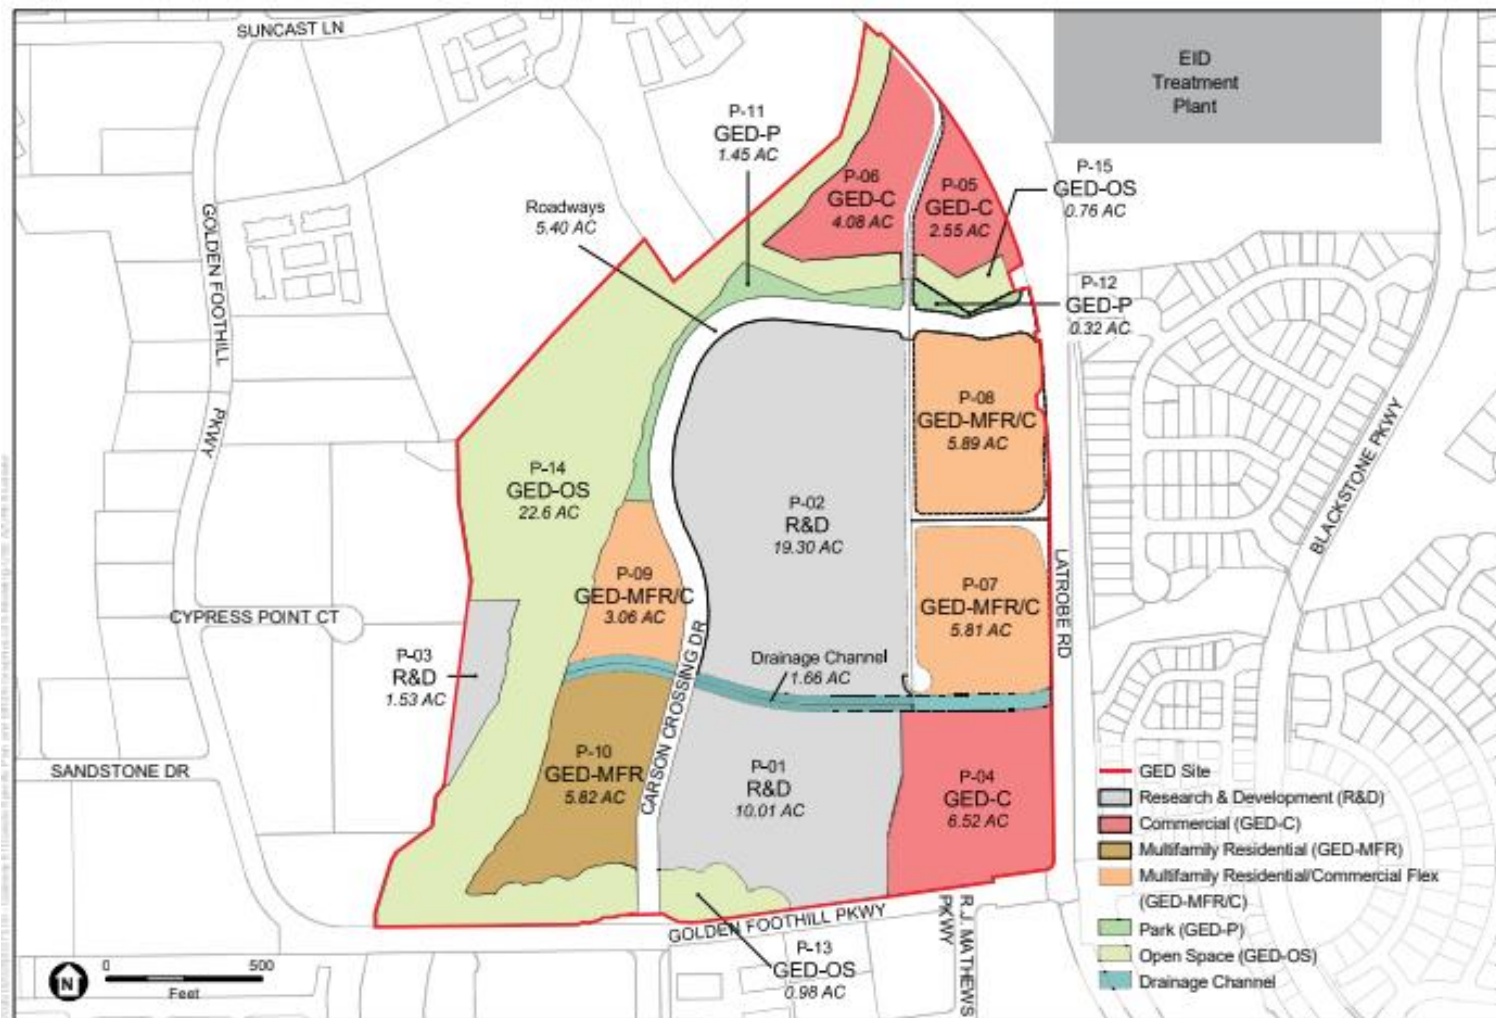 SUNCAST LN
EID
Treatment
Plant
P-11
GED-P
1.45 AC
P-15
GED-OS
0.76 AC
P-06
GED-C
4.08 AC
P-05
GED-C
2.55 AC
Roadways
5.40 AC
GOLDEN FOOTHILL
PKWY
P-12
GED-P
0.32 AC
P-08
GED-MFR/C
5.89 AC
BLACKSTONE PKWY
P-14
GED-OS
22.6 AC
P-02
R&D
19.30 AC
LATROBE RD
P-09
GED-MFR/C
3.06 AC
P-07
GED-MFR/C
5.81 AC
CYPRESS POINT CT
P-03
R&D
1.53 AC
Drainage Channel
1.66 AC
CARSON CROSSING DR
SANDSTONE DR
P-10
GED-MFR
5.82 AC
P-01
R&D
10.01 AC
P-04
GED-C
6.52 AC
GED Site
Research & Development (R&D)
Commercial (GED-C)
Multifamily Residential (GED-MFR)
Multifamily Residential/Commercial Flex
(GED-MFR/C)
Park (GED-P)
Open Space (GED-OS)
Drainage Channel
GOLDEN FOOTHILL PKWY
R.J. MATHEWS
PKWY
P-13
GED-OS
0.98 AC
N
0 500
Feet